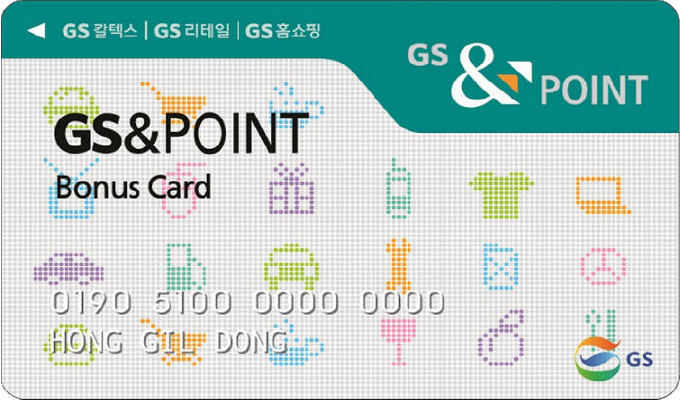 GS 칼텍스 | GS 리테일 | GS 홈쇼핑
GS & POINT
GS&POINT
Bonus Card
0190 5100 0000 0000
HONG GIL DONG
GS